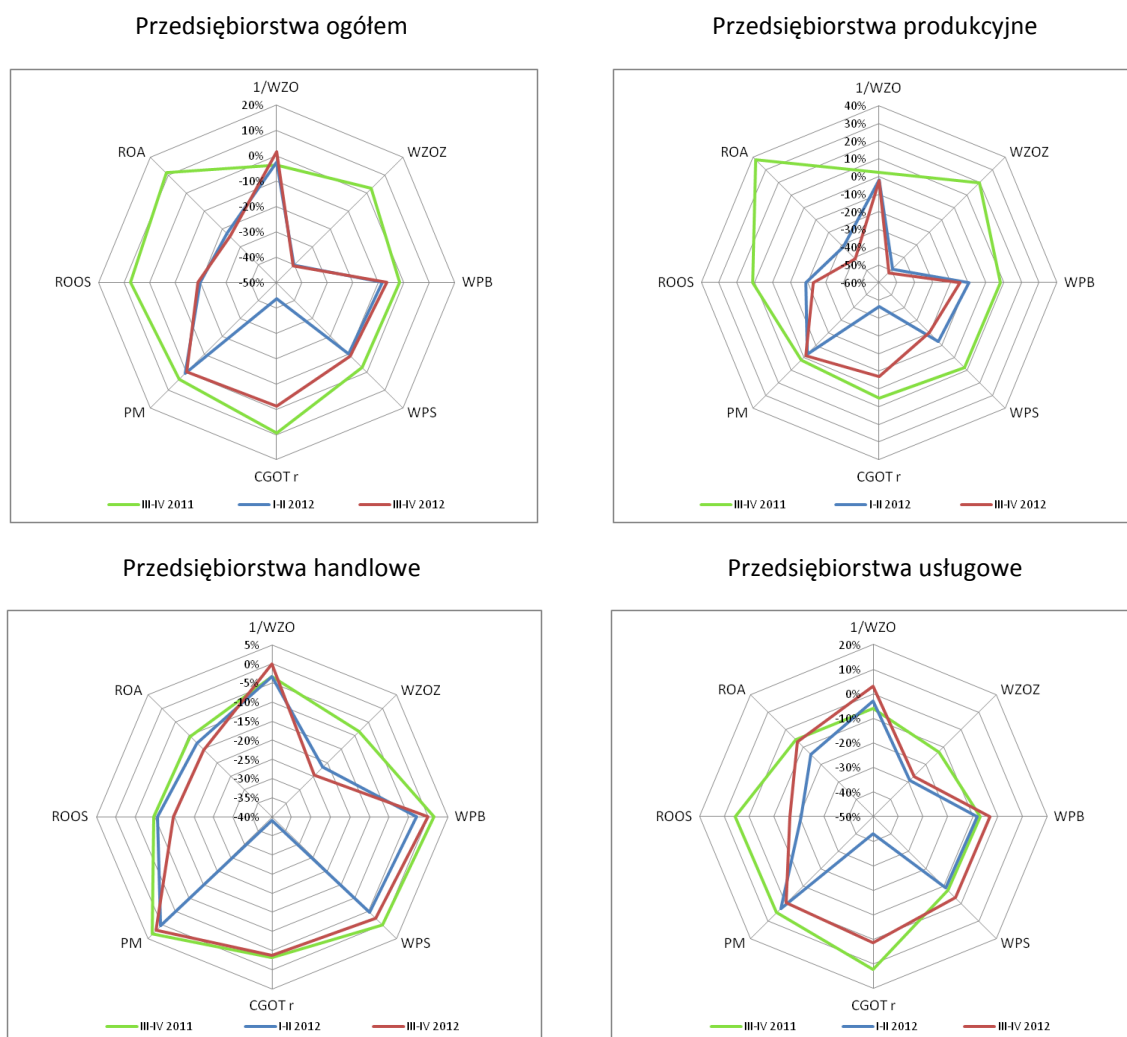 Przedsiębiorstwa ogółem
1/WZO
20%
10%
0%
-10%
-20%
-30%
-40%
-50%
WZOZ
WPB
WPS
CGOT r
PM
ROOS
ROA
III-IV 2011
I-II 2012
III-IV 2012
Przedsiębiorstwa produkcyjne
1/WZO
40%
30%
20%
10%
0%
-10%
-20%
-30%
-40%
-50%
-60%
WZOZ
WPB
WPS
CGOT r
PM
ROOS
ROA
III-IV 2011
I-II 2012
III-IV 2012
Przedsiębiorstwa handlowe
1/WZO
5%
0%
-5%
-10%
-15%
-20%
-25%
-30%
-35%
-40%
WZOZ
WPB
WPS
CGOT r
PM
ROOS
ROA
III-IV 2011
I-II 2012
III-IV 2012
Przedsiębiorstwa usługowe
1/WZO
20%
10%
0%
-10%
-20%
-30%
-40%
-50%
WZOZ
WPB
WPS
CGOT r
PM
ROOS
ROA
III-IV 2011
I-II 2012
III-IV 2012